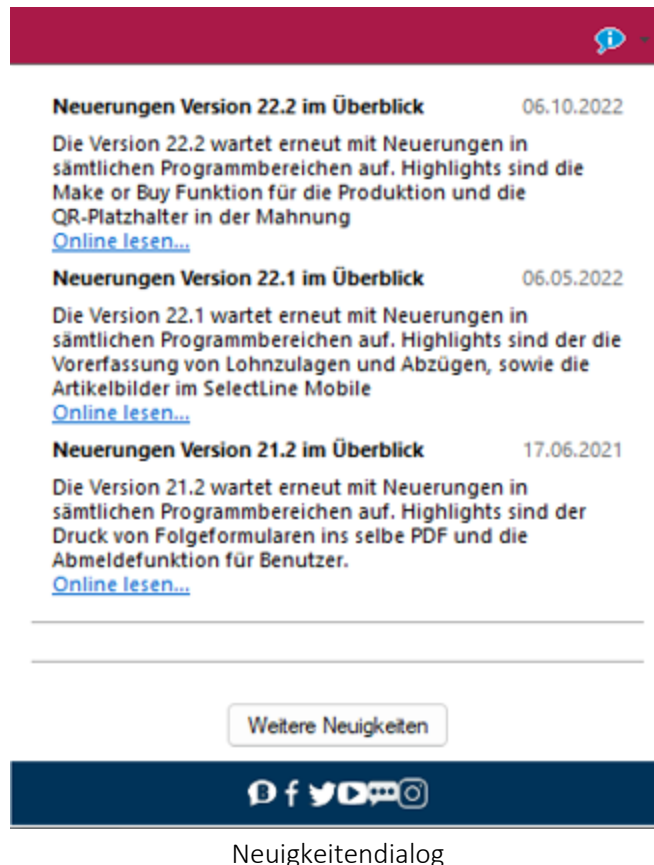 Neuerungen Version 22.2 im Überblick 06.10.2022
Die Version 22.2 wartet erneut mit Neuerungen in
sämtlichen Programmbereichen auf. Highlights sind die
Make or Buy Funktion für die Produktion und die
QR-Platzhalter in der Mahnung
Online lesen...
Neuerungen Version 22.1 im Überblick 06.05.2022
Die Version 22.1 wartet erneut mit Neuerungen in
sämtlichen Programmbereichen auf. Highlights sind der die
Vorerfassung von Lohnzulagen und Abzügen, sowie die
Artikelbilder im SelectLine Mobile
Online lesen...
Neuerungen Version 21.2 im Überblick 17.06.2021
Die Version 21.2 wartet erneut mit Neuerungen in
sämtlichen Programmbereichen auf. Highlights sind der
Druck von Folgeformularen ins selbe PDF und die
Abmeldefunktion für Benutzer.
Online lesen...
Weitere Neuigkeiten
Neuigkeitendialog